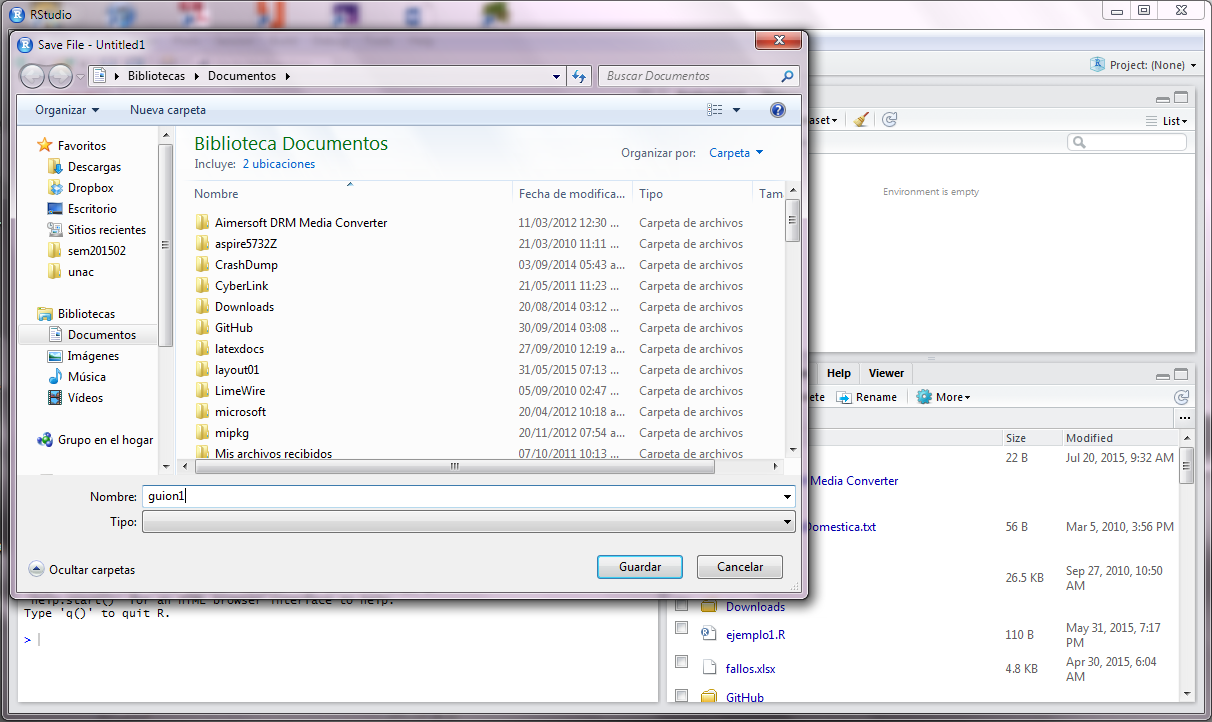 RStudio
Save File - Untitled1
Bibliotecas Documentos
Buscar Documentos
Project: (None)
Organizar Nueva carpeta
Favoritos
Descargas
Dropbox
Escritorio
Sitios recientes
sem201502
unac
Bibliotecas
Documentos
Imágenes
Música
Vídeos
Grupo en el hogar
Biblioteca Documentos
Incluye: 2 ubicaciones
Organizar por: Carpeta
Nombre Fecha de modifica... Tipo Tam
Aimersoft DRM Media Converter 11/03/2012 12:30 ... Carpeta de archivos
aspire5732Z 21/03/2010 11:11 ... Carpeta de archivos
CrashDump 03/09/2014 05:43 a... Carpeta de archivos
CyberLink 21/05/2011 11:23 ... Carpeta de archivos
Downloads 20/08/2014 03:12 ... Carpeta de archivos
GitHub 30/09/2014 03:08 ... Carpeta de archivos
latexdocs 27/09/2010 12:19 a... Carpeta de archivos
layout01 31/05/2015 07:13 ... Carpeta de archivos
LimeWire 05/09/2010 02:47 ... Carpeta de archivos
microsoft 20/04/2012 10:18 a... Carpeta de archivos
mipkg 20/11/2012 07:54 a... Carpeta de archivos
Mis archivos recibidos 07/10/2011 10:13 ... Carpeta de archivos
Nombre: guion1
Tipo:
Ocultar carpetas
Guardar Cancelar
'help.start()' for an HTML browser interface to help.
Type 'q()' to quit R.
>
aset
List
Environment is empty
Help Viewer
ete Rename More
...
Size Modified
22 B Jul 20, 2015, 9:32 AM
Media Converter
Domestica.txt 56 B Mar 5, 2010, 3:56 PM
26.5 KB Sep 27, 2010, 10:50
AM
Downloads
ejemplo1.R 110 B May 31, 2015, 7:17
PM
fallos.xlsx 4.8 KB Apr 30, 2015, 6:04
AM
GitHub